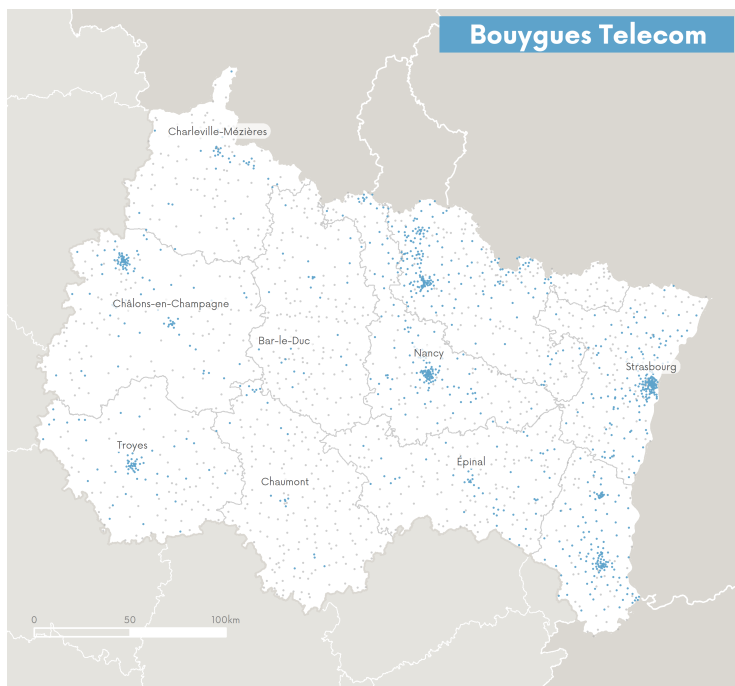 Bouygues Telecom
Charleville-Mézières
Châlons-en-Champagne
Bar-le-Duc
Nancy
Strasbourg
Troyes
Épinal
Chaumont
0 50 100km